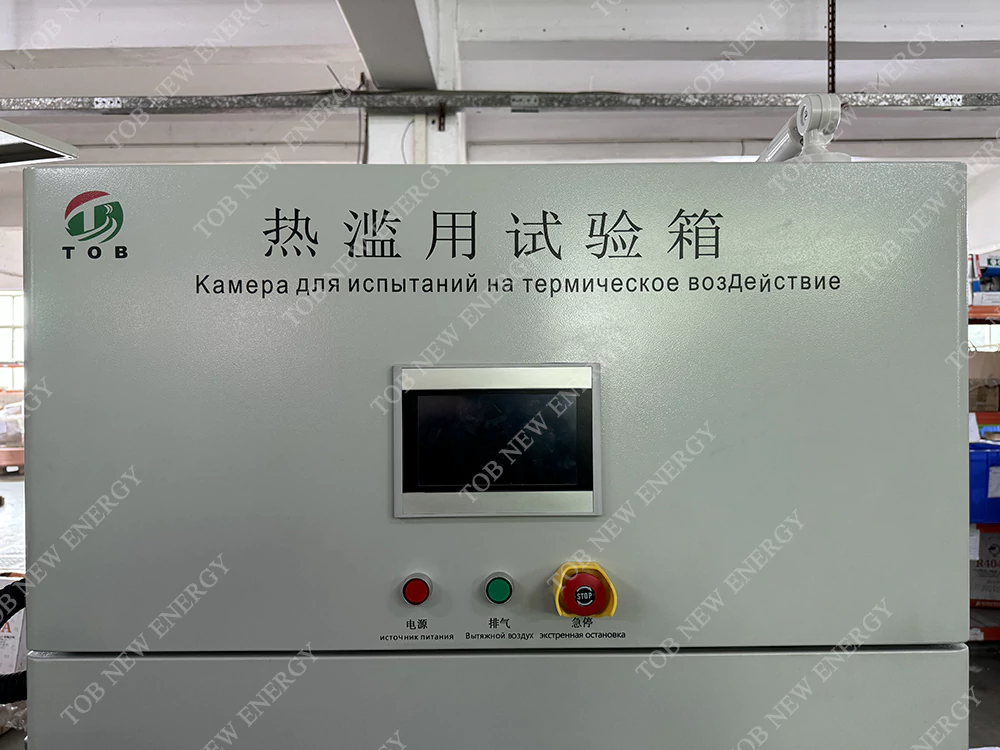 TOB
热滥用试验箱
Камера для испытаний на термическое возДействие
STOP
电源 排气 急停
источник питания Вытяжной воздух экстренная остановка
R404
TOB NEW ENERGY